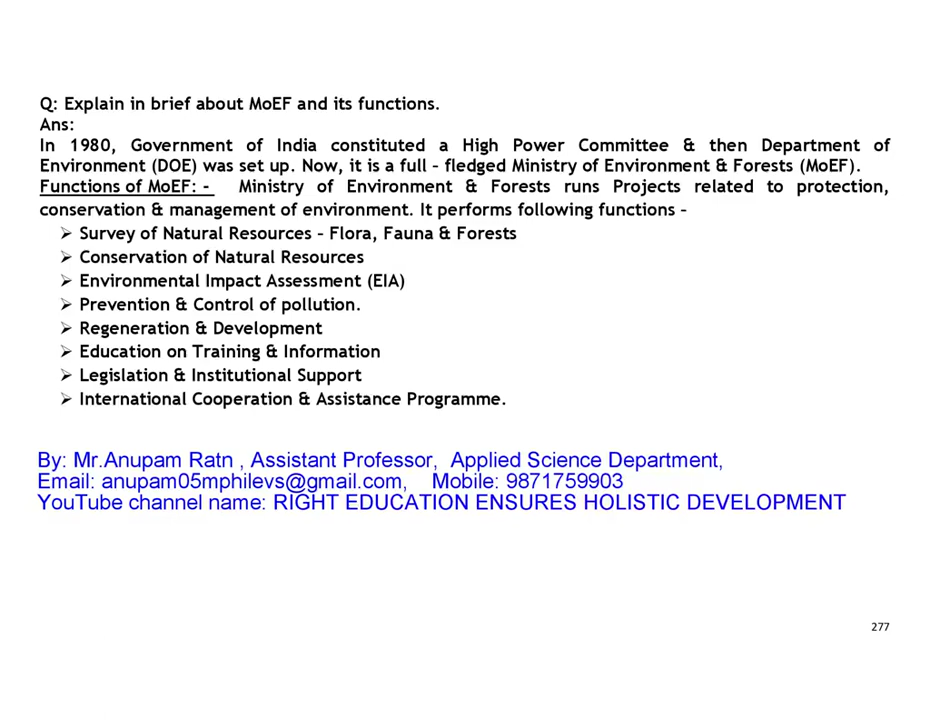 Q: Explain in brief about MoEF and its functions.
Ans:
In 1980, Government of India constituted a High Power Committee & then Department of
Environment (DOE) was set up. Now, it is a full – fledged Ministry of Environment & Forests (MoEF).
Functions of MoEF: - Ministry of Environment & Forests runs Projects related to protection,
conservation & management of environment. It performs following functions –
➢ Survey of Natural Resources – Flora, Fauna & Forests
➢ Conservation of Natural Resources
➢ Environmental Impact Assessment (EIA)
➢ Prevention & Control of pollution.
➢ Regeneration & Development
➢ Education on Training & Information
➢ Legislation & Institutional Support
➢ International Cooperation & Assistance Programme.
By: Mr.Anupam Ratn , Assistant Professor, Applied Science Department,
Email: anupam05mphilevs@gmail.com, Mobile: 9871759903
YouTube channel name: RIGHT EDUCATION ENSURES HOLISTIC DEVELOPMENT
277